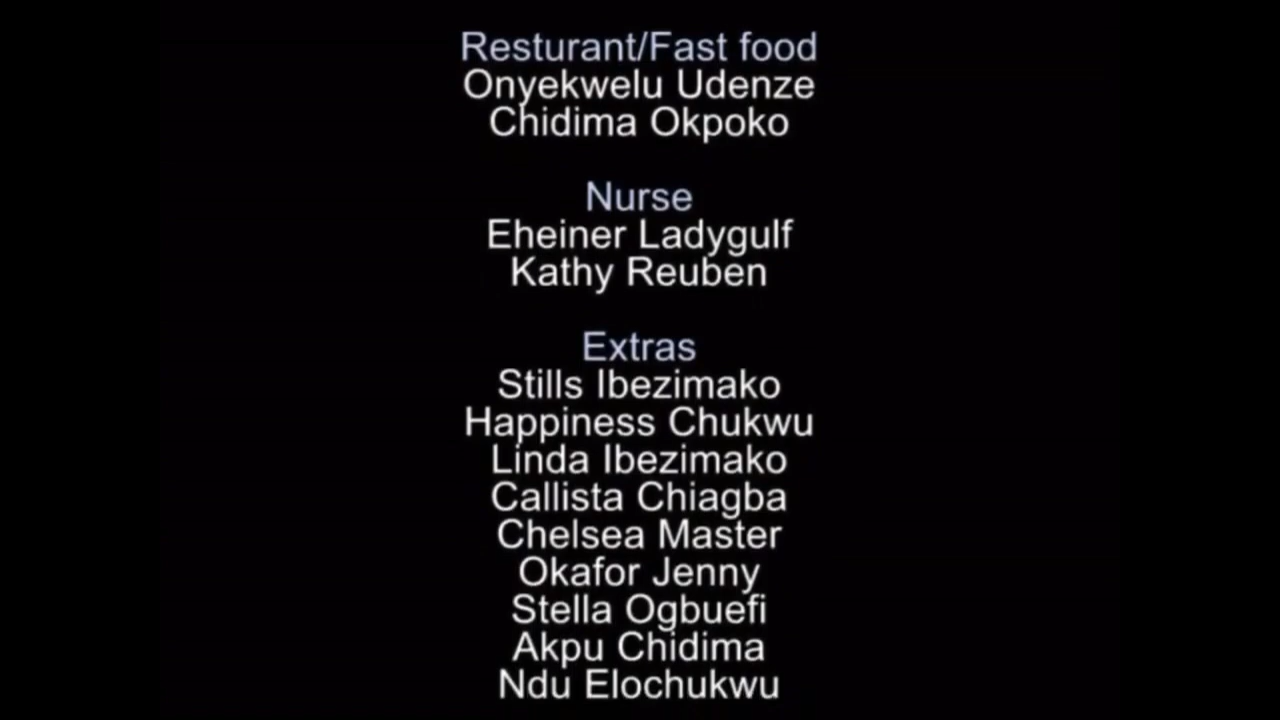 Resturant/Fast food
Onyekwelu Udenze
Chidima Okpoko
Nurse
Eheiner Ladygulf
Kathy Reuben
Extras
Stills Ibezimako
Happiness Chukwu
Linda Ibezimako
Callista Chiagba
Chelsea Master
Okafor Jenny
Stella Ogbuefi
Akpu Chidima
Ndu Elochukwu